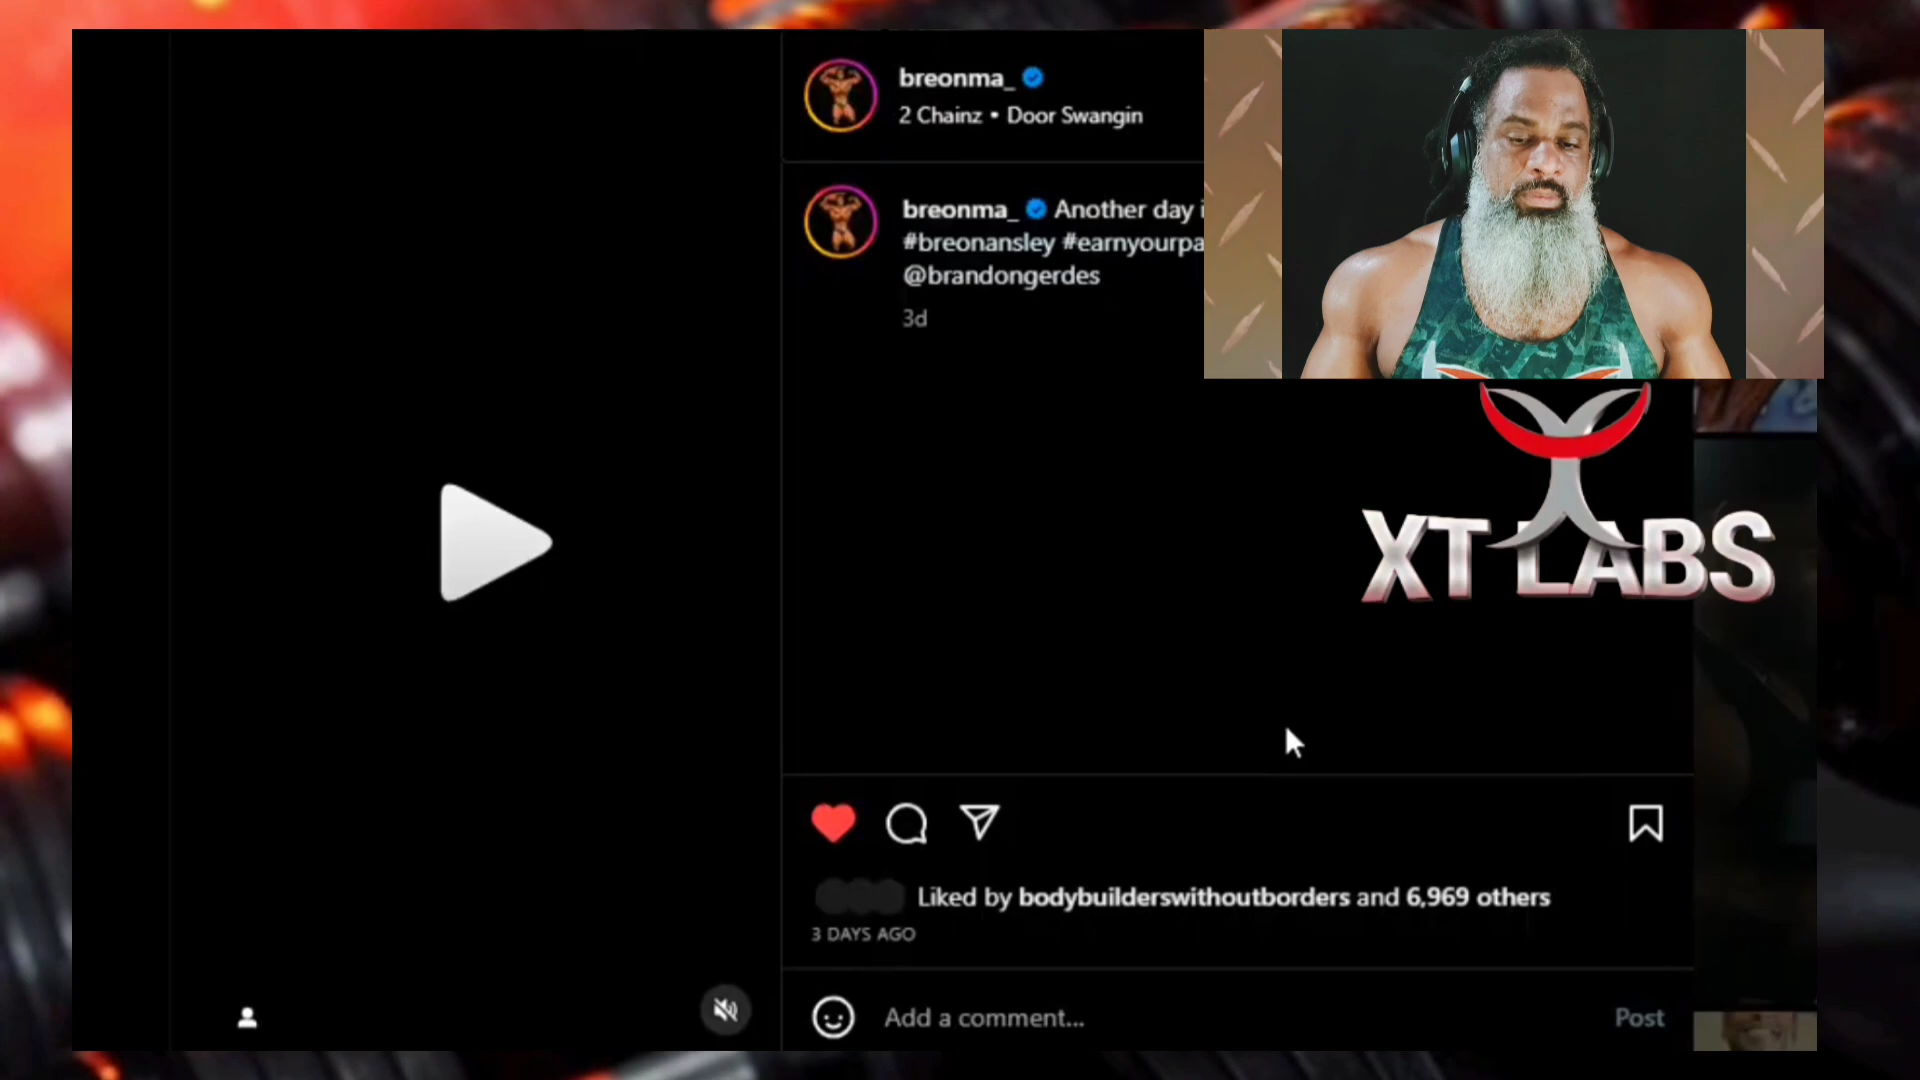 breonma_
2 Chainz • Door Swangin
breonma_ Another day
#breonansley #earnyourpa
@brandongerdes
3d
XT LABS
Liked by bodybuilderswithoutborders and 6,969 others
3 DAYS AGO
Add a comment...
Post